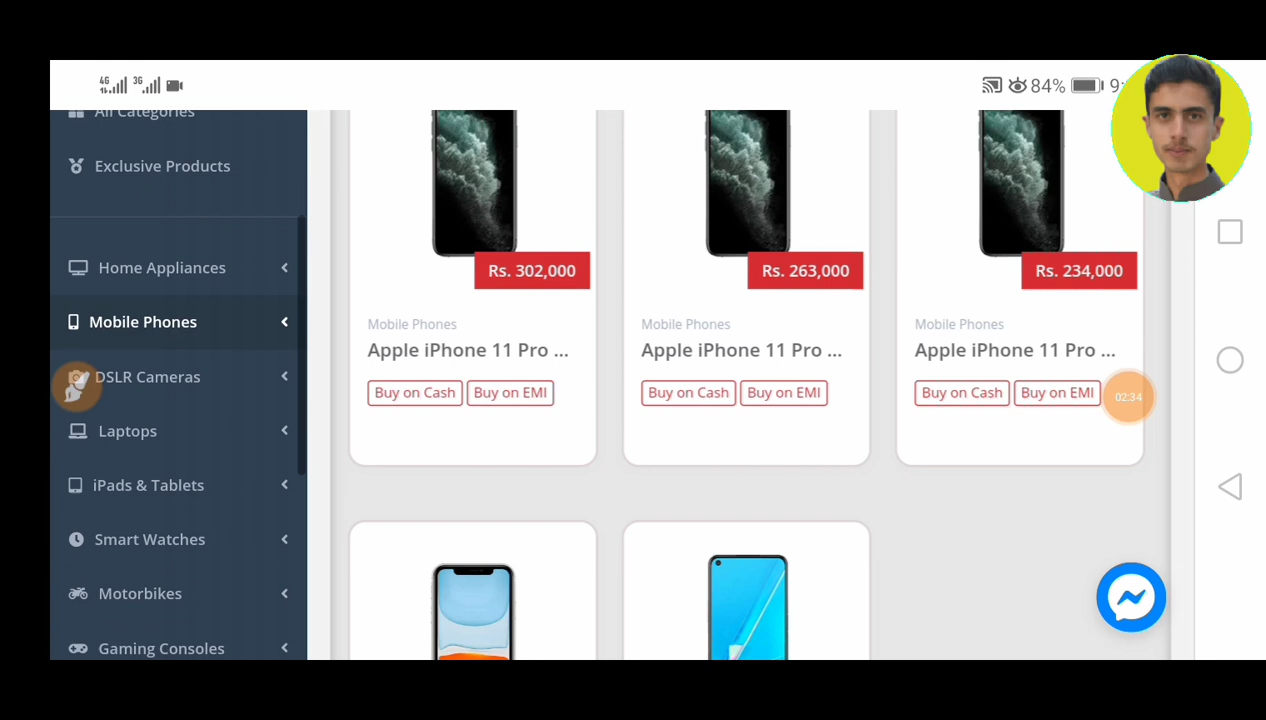 4G 3G
84% 9:
All Categories
Exclusive Products
Home Appliances
Mobile Phones
DSLR Cameras
Laptops
iPads & Tablets
Smart Watches
Motorbikes
Gaming Consoles
Rs. 302,000
Mobile Phones
Apple iPhone 11 Pro ...
Buy on Cash Buy on EMI
Rs. 263,000
Mobile Phones
Apple iPhone 11 Pro ...
Buy on Cash Buy on EMI
Rs. 234,000
Mobile Phones
Apple iPhone 11 Pro ...
Buy on Cash Buy on EMI
02:34